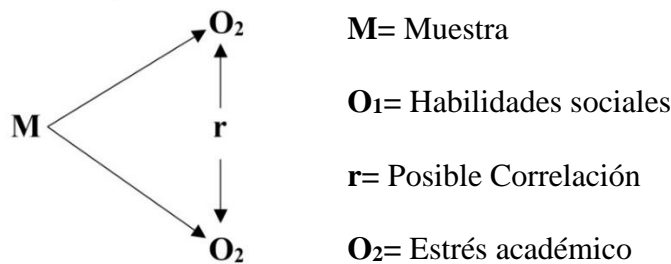 O₂
M= Muestra
O₁= Habilidades sociales
M
r
r= Posible Correlación
O₂
O₂= Estrés académico